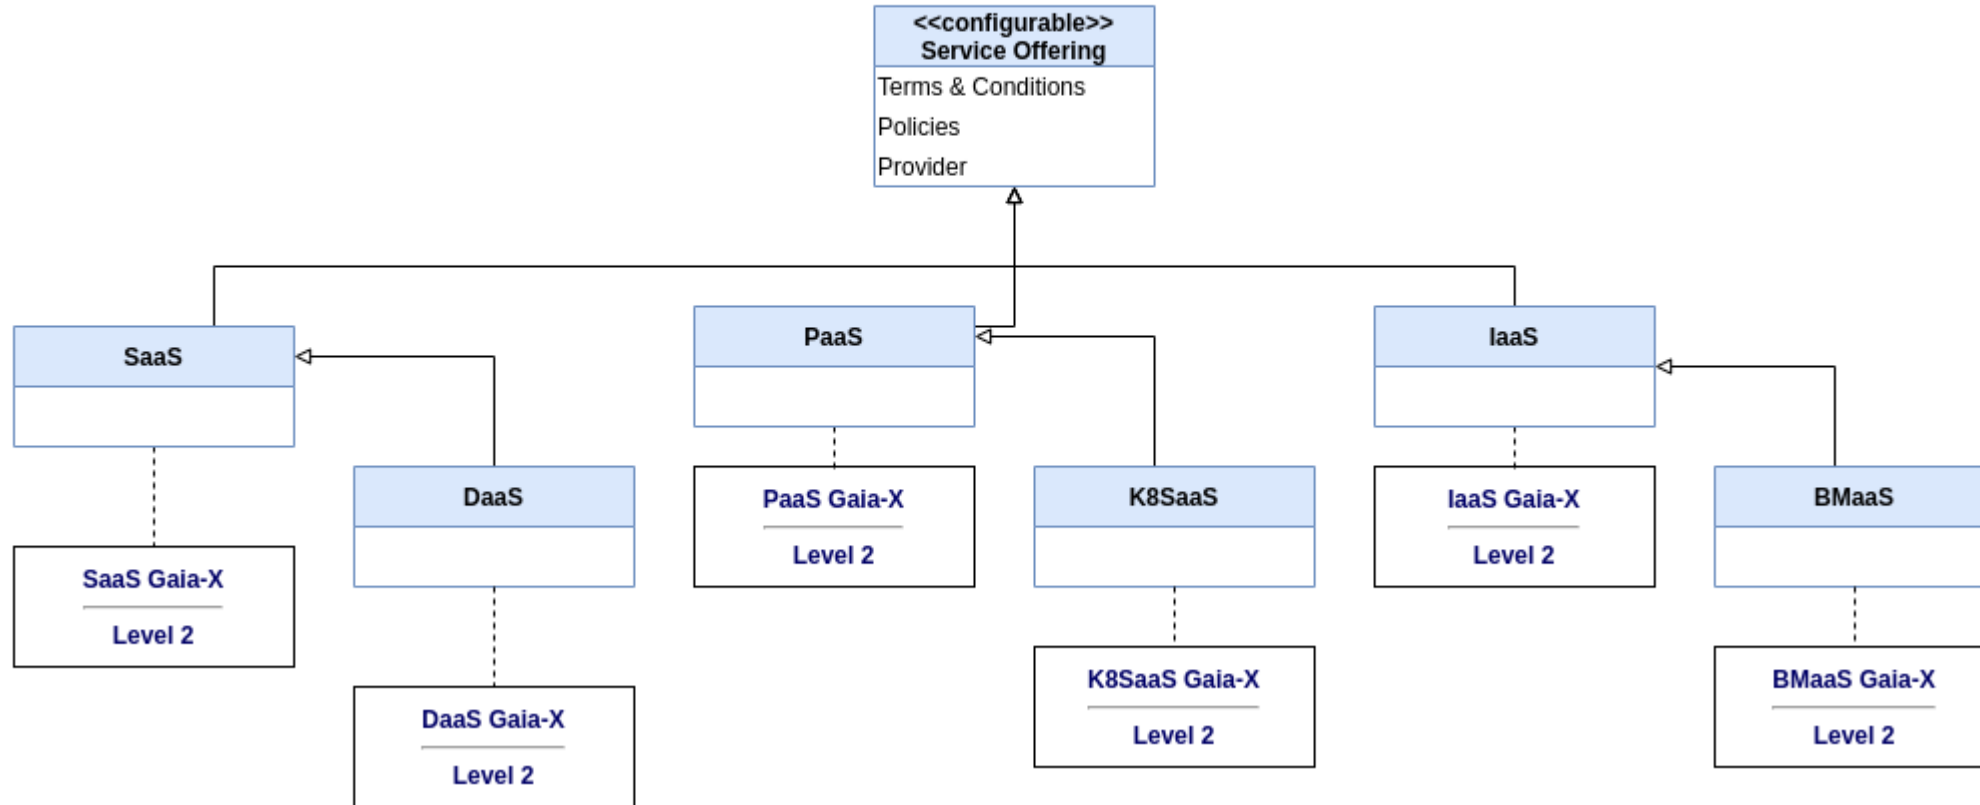 <<configurable>>
Service Offering
Terms & Conditions
Policies
Provider
SaaS
PaaS
IaaS
DaaS
PaaS Gaia-X
Level 2
K8SaaS
IaaS Gaia-X
Level 2
BMaaS
SaaS Gaia-X
Level 2
DaaS Gaia-X
Level 2
K8SaaS Gaia-X
Level 2
BMaaS Gaia-X
Level 2